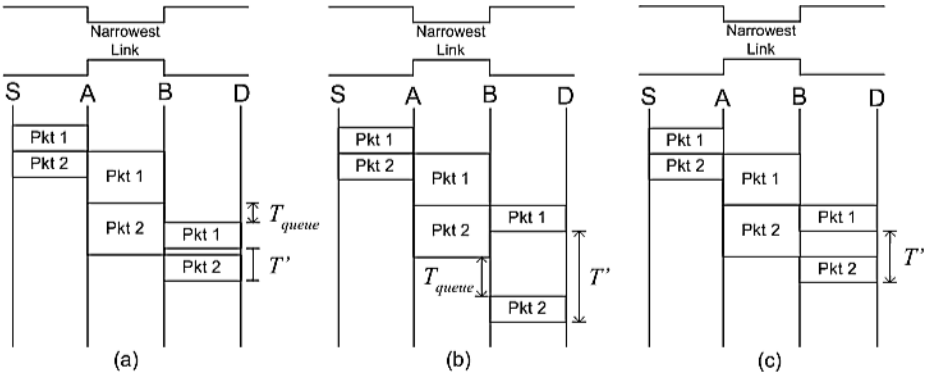 Narrowest
Link
S A B D
Pkt 1
Pkt 2
Pkt 1
Pkt 2
Pkt 1
Pkt 2
T queue
T'
(a)
Narrowest
Link
S A B D
Pkt 1
Pkt 2
Pkt 1
Pkt 2
Pkt 1
Pkt 2
T queue
T'
(b)
Narrowest
Link
S A B D
Pkt 1
Pkt 2
Pkt 1
Pkt 2
Pkt 1
Pkt 2
T'
(c)